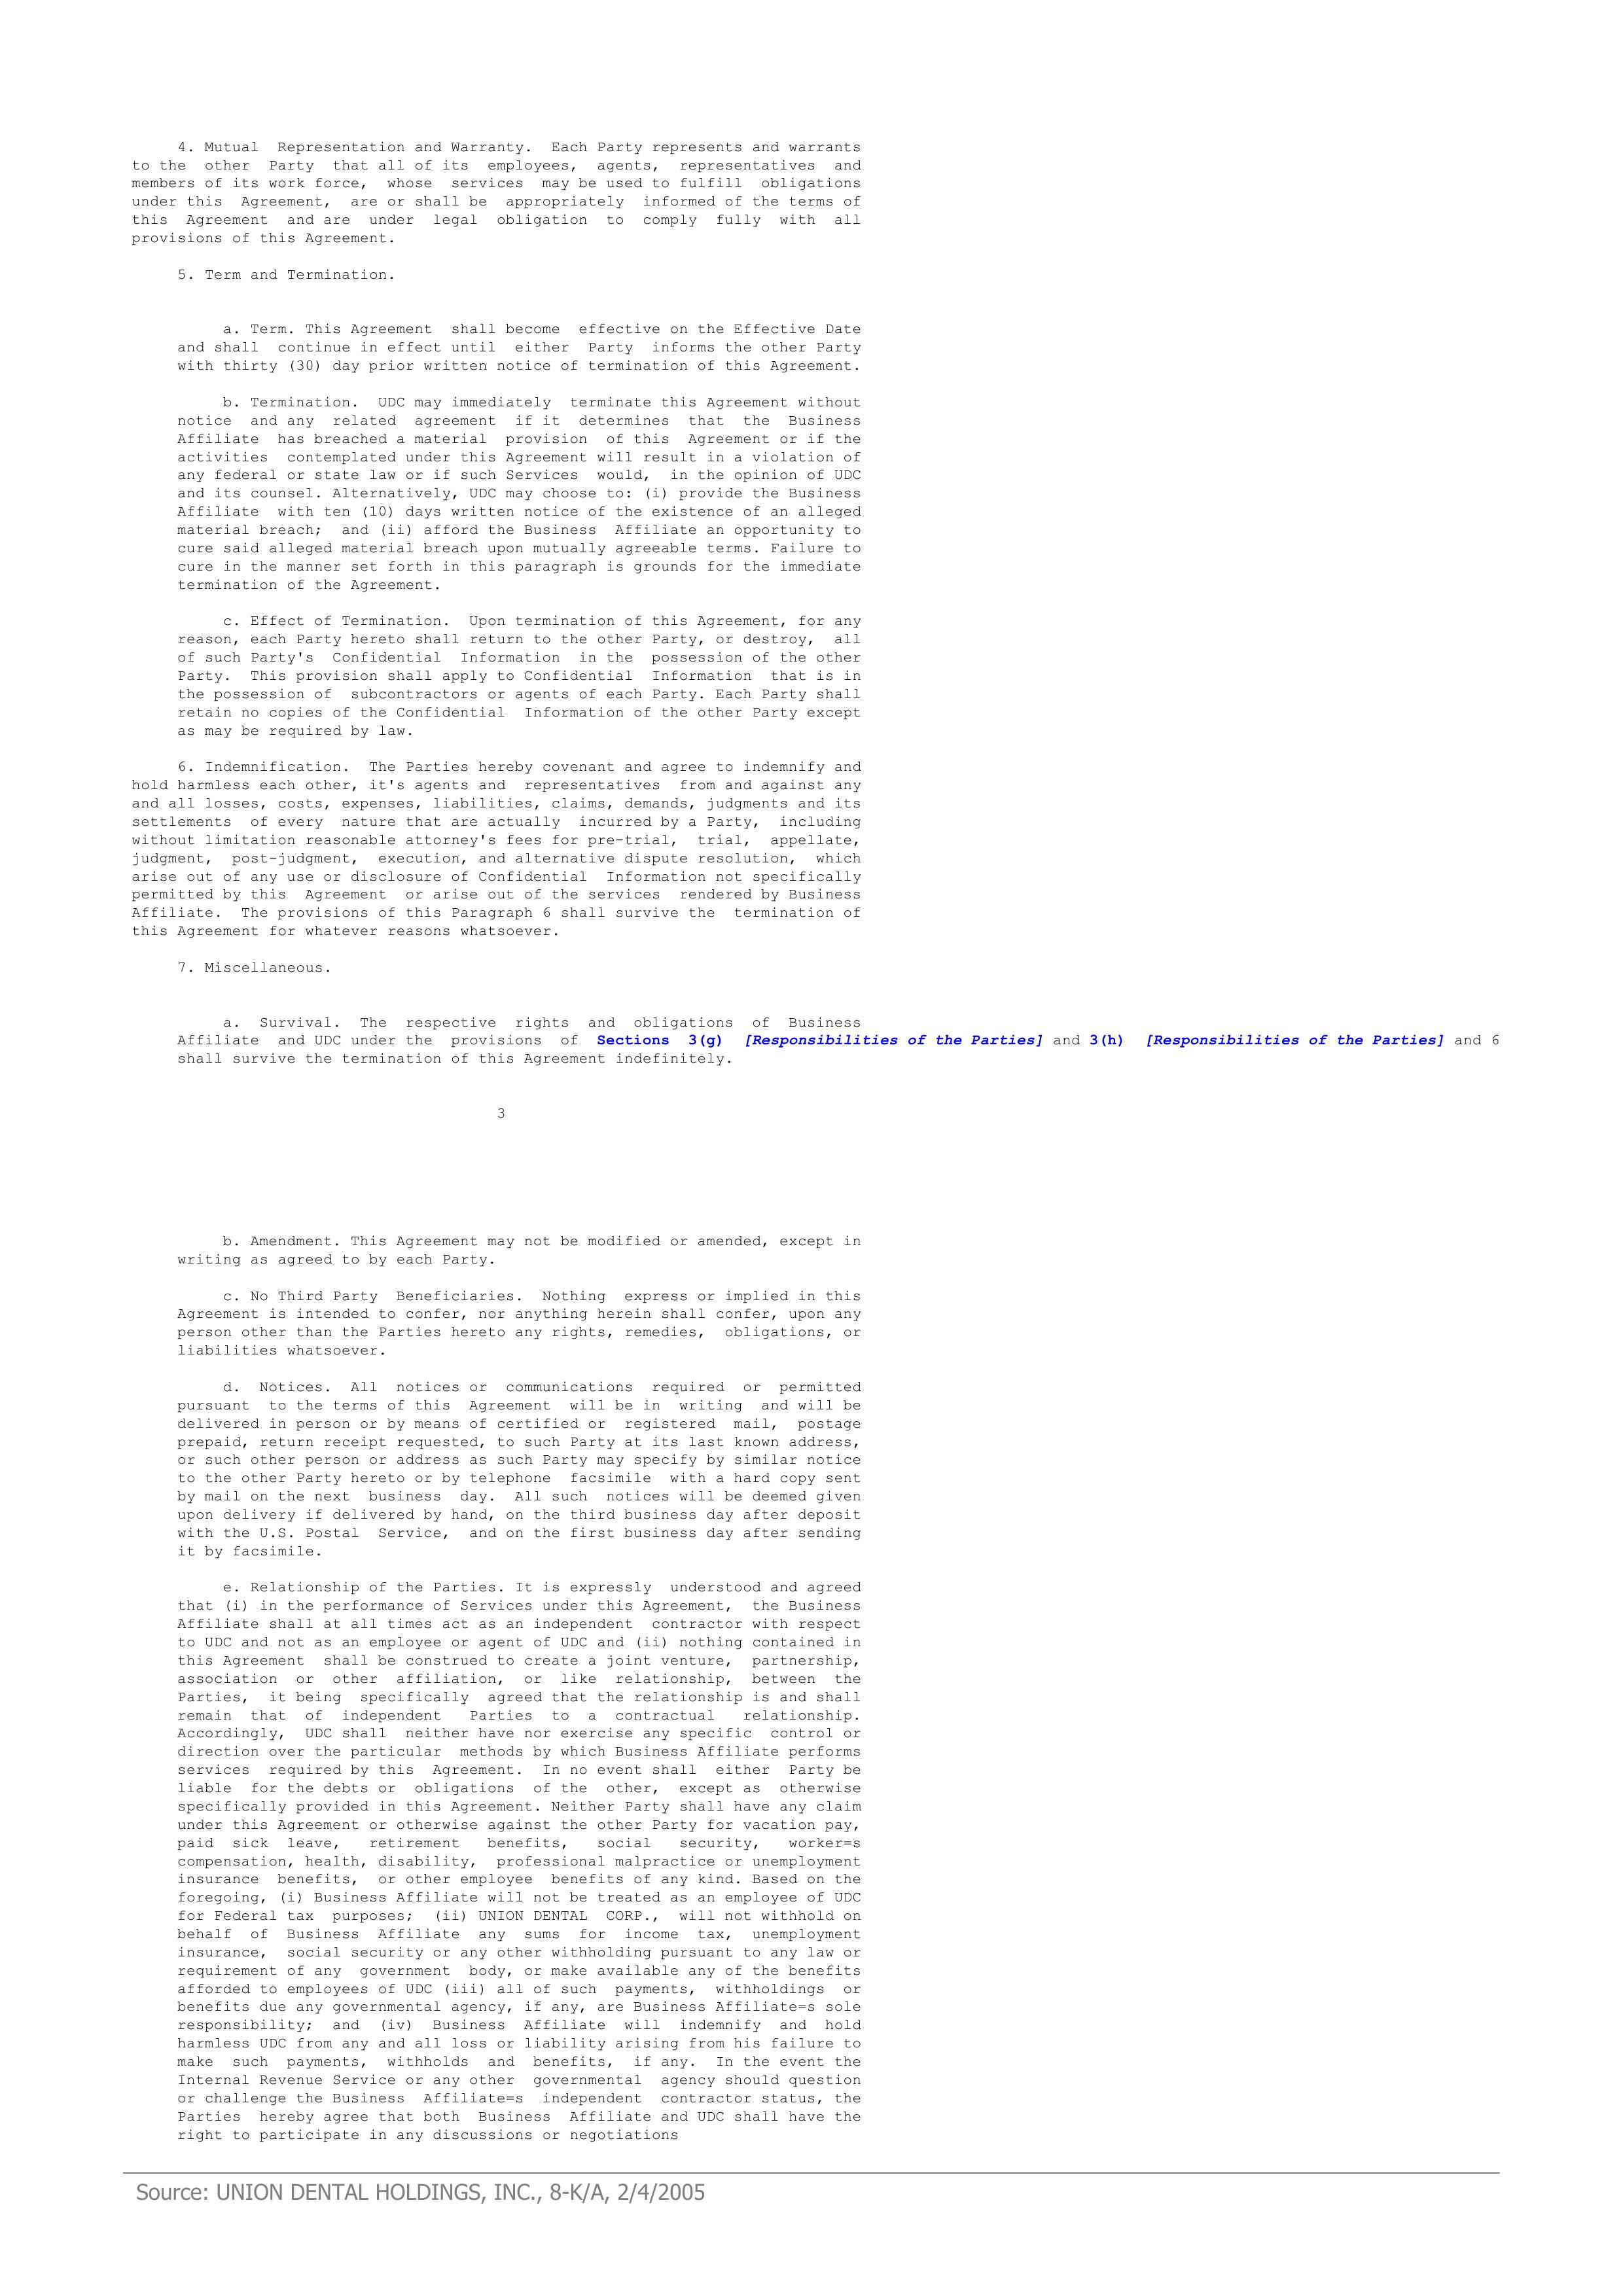 4. Mutual Representation and Warranty. Each Party represents and warrants
to the other Party that all of its employees, agents, representatives and
members of its work force, whose services may be used to fulfill obligations
under this Agreement, are or shall be appropriately informed of the terms of
this Agreement and are under legal obligation to comply fully with all
provisions of this Agreement.
5. Term and Termination.
a. Term. This Agreement shall become effective on the Effective Date
and shall continue in effect until either Party informs the other Party
with thirty (30) day prior written notice of termination of this Agreement.
b. Termination. UDC may immediately terminate this Agreement without
notice and any related agreement if it determines that the Business
Affiliate has breached a material provision of this Agreement or if the
activities contemplated under this Agreement will result in a violation of
any federal or state law or if such Services would, in the opinion of UDC
and its counsel. Alternatively, UDC may choose to: (i) provide the Business
Affiliate with ten (10) days written notice of the existence of an alleged
material breach; and (ii) afford the Business Affiliate an opportunity to
cure said alleged material breach upon mutually agreeable terms. Failure to
cure in the manner set forth in this paragraph is grounds for the immediate
termination of the Agreement.
c. Effect of Termination. Upon termination of this Agreement, for any
reason, each Party hereto shall return to the other Party, or destroy, all
of such Party's Confidential Information in the possession of the other
Party. This provision shall apply to Confidential Information that is in
the possession of subcontractors or agents of each Party. Each Party shall
retain no copies of the Confidential Information of the other Party except
as may be required by law.
6. Indemnification. The Parties hereby covenant and agree to indemnify and
hold harmless each other, it's agents and representatives from and against any
and all losses, costs, expenses, liabilities, claims, demands, judgments and its
settlements of every nature that are actually incurred by a Party, including
without limitation reasonable attorney's fees for pre-trial, trial, appellate,
judgment, post-judgment, execution, and alternative dispute resolution, which
arise out of any use or disclosure of Confidential Information not specifically
permitted by this Agreement or arise out of the services rendered by Business
Affiliate. The provisions of this Paragraph 6 shall survive the termination of
this Agreement for whatever reasons whatsoever.
7. Miscellaneous.
a. Survival. The respective rights and obligations of Business
Affiliate and UDC under the provisions of Sections 3(g) [Responsibilities of the Parties] and 3(h) [Responsibilities of the Parties] and 6
shall survive the termination of this Agreement indefinitely.
3
b. Amendment. This Agreement may not be modified or amended, except in
writing as agreed to by each Party.
c. No Third Party Beneficiaries. Nothing express or implied in this
Agreement is intended to confer, nor anything herein shall confer, upon any
person other than the Parties hereto any rights, remedies, obligations, or
liabilities whatsoever.
d. Notices. All notices or communications required or permitted
pursuant to the terms of this Agreement will be in writing and will be
delivered in person or by means of certified or registered mail, postage
prepaid, return receipt requested, to such Party at its last known address,
or such other person or address as such Party may specify by similar notice
to the other Party hereto or by telephone facsimile with a hard copy sent
by mail on the next business day. All such notices will be deemed given
upon delivery if delivered by hand, on the third business day after deposit
with the U.S. Postal Service, and on the first business day after sending
it by facsimile.
e. Relationship of the Parties. It is expressly understood and agreed
that (i) in the performance of Services under this Agreement, the Business
Affiliate shall at all times act as an independent contractor with respect
to UDC and not as an employee or agent of UDC and (ii) nothing contained in
this Agreement shall be construed to create a joint venture, partnership,
association or other affiliation, or like relationship, between the
Parties, it being specifically agreed that the relationship is and shall
remain that of independent Parties to a contractual relationship.
Accordingly, UDC shall neither have nor exercise any specific control or
direction over the particular methods by which Business Affiliate performs
services required by this Agreement. In no event shall either Party be
liable for the debts or obligations of the other, except as otherwise
specifically provided in this Agreement. Neither Party shall have any claim
under this Agreement or otherwise against the other Party for vacation pay,
paid sick leave, retirement benefits, social security, worker=s
compensation, health, disability, professional malpractice or unemployment
insurance benefits, or other employee benefits of any kind. Based on the
foregoing, (i) Business Affiliate will not be treated as an employee of UDC
for Federal tax purposes; (ii) UNION DENTAL CORP., will not withhold on
behalf of Business Affiliate any sums for income tax, unemployment
insurance, social security or any other withholding pursuant to any law or
requirement of any government body, or make available any of the benefits
afforded to employees of UDC (iii) all of such payments, withholdings or
benefits due any governmental agency, if any, are Business Affiliate=s sole
responsibility; and (iv) Business Affiliate will indemnify and hold
harmless UDC from any and all loss or liability arising from his failure to
make such payments, withholds and benefits, if any. In the event the
Internal Revenue Service or any other governmental agency should question
or challenge the Business Affiliate=s independent contractor status, the
Parties hereby agree that both Business Affiliate and UDC shall have the
right to participate in any discussions or negotiations
Source: UNION DENTAL HOLDINGS, INC., 8-K/A, 2/4/2005